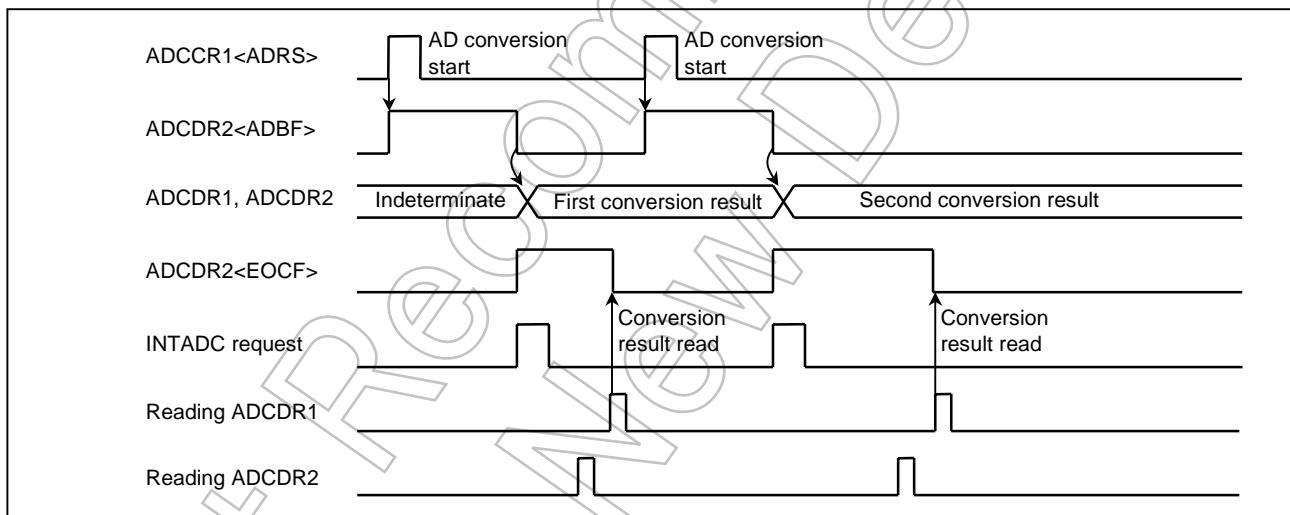 ADCCR1<ADRS>
AD conversion
start
AD conversion
start
ADCDR2<ADBF>
ADCDR1, ADCDR2
Indeterminate
First conversion result
Second conversion result
ADCDR2<EOCF>
Conversion
result read
Conversion
result read
INTADC request
Reading ADCDR1
Reading ADCDR2